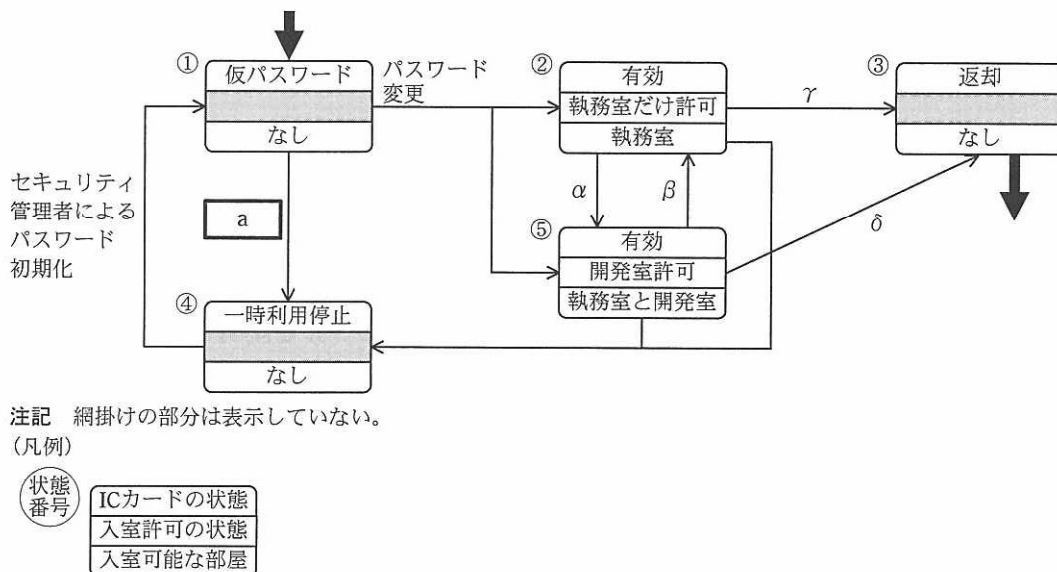 ①
仮パスワード
なし
パスワード
変更
②
有効
執務室だけ許可
執務室
γ
③
返却
なし
セキュリティ
管理者による
パスワード
初期化
a
α
β
⑤
有効
開発室許可
執務室と開発室
δ
④
一時利用停止
なし
注記 網掛けの部分は表示していない。
(凡例)
状態
番号
ICカードの状態
入室許可の状態
入室可能な部屋